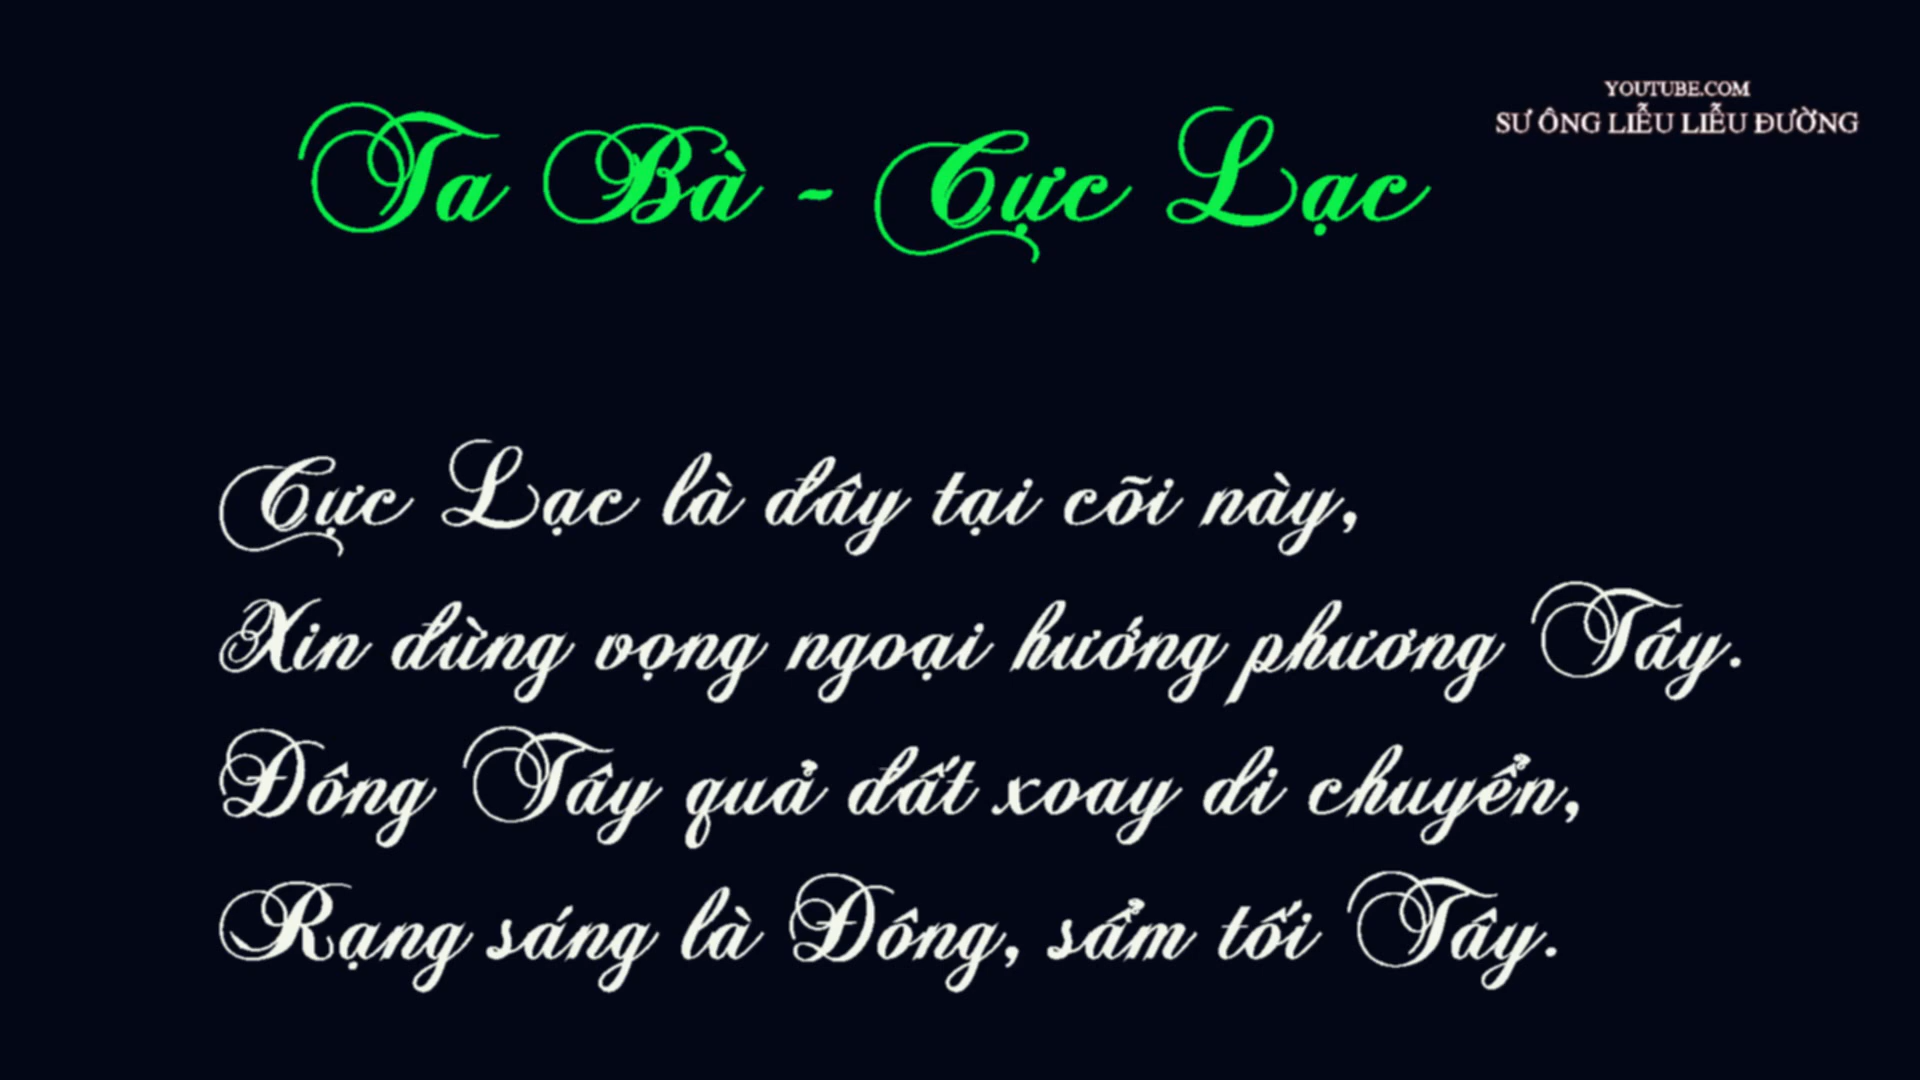 Ta Bà - Cực Lạc
YOUTUBE.COM
SƯ ÔNG LIỄU LIỄU ĐƯỜNG
Cực Lạc là đây tại cõi này,
Xin đừng vọng ngoại hướng phương Tây.
Đông Tây quả đất xoay di chuyển,
Rạng sáng là Đông, sẩm tối Tây.